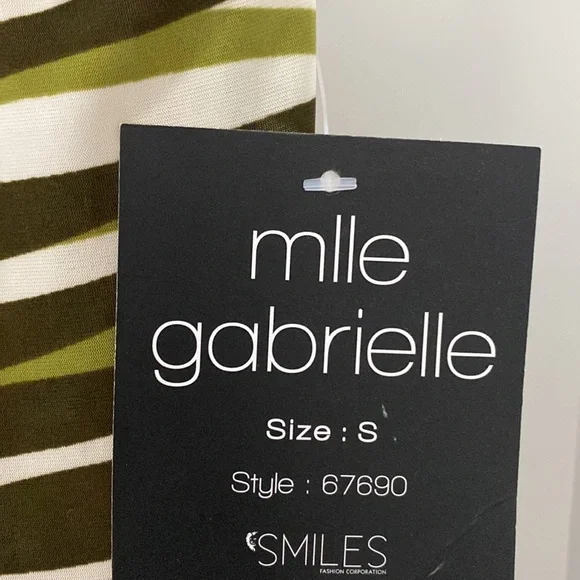 mlle
gabrielle
Size : S
Style : 67690
SMILES
FASHION CORPORATION